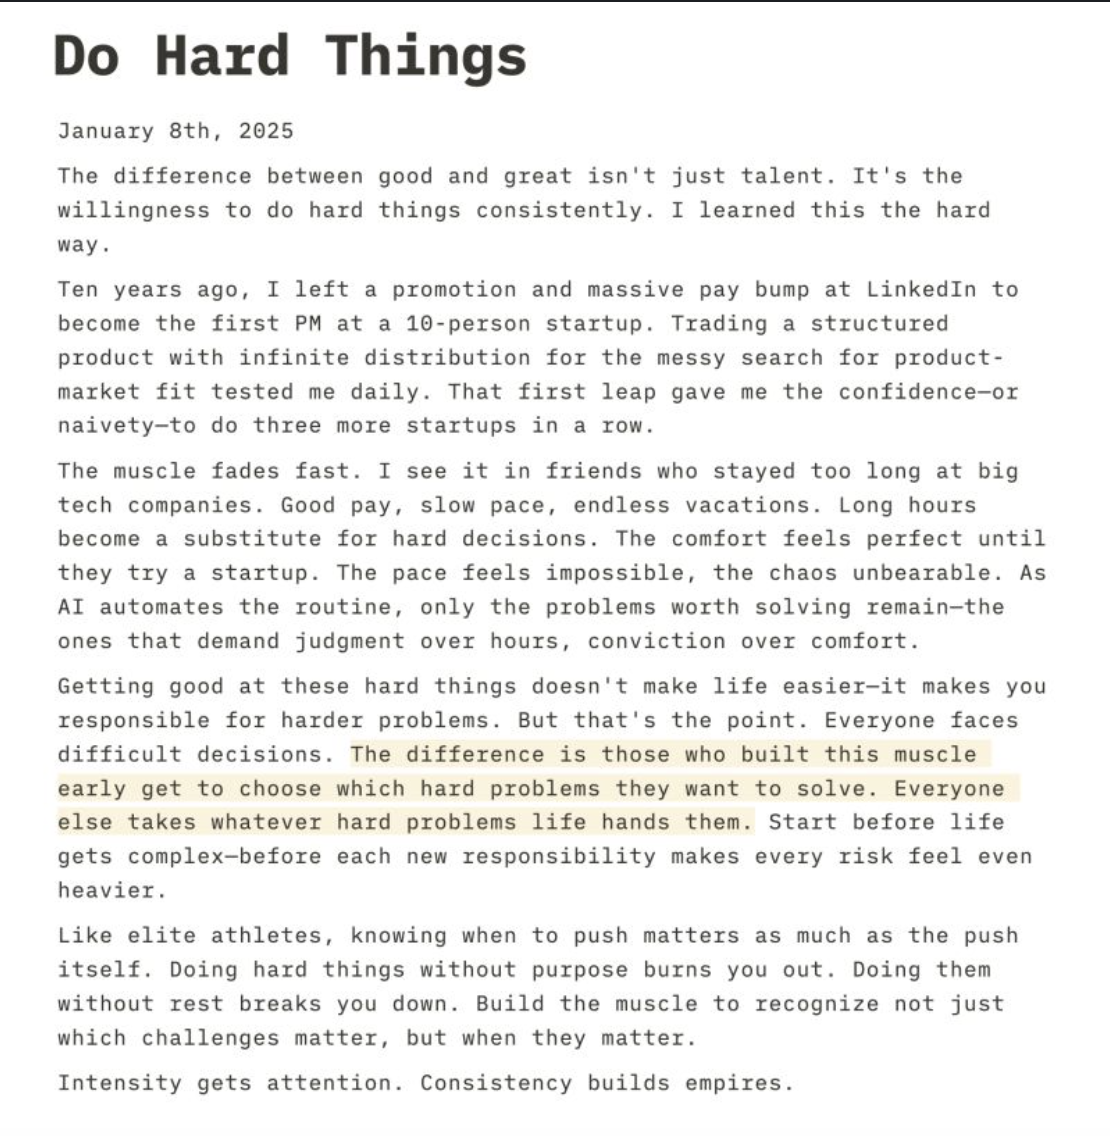 Do Hard Things
January 8th, 2025
The difference between good and great isn't just talent. It's the
willingness to do hard things consistently. I learned this the hard
way.
Ten years ago, I left a promotion and massive pay bump at LinkedIn to
become the first PM at a 10-person startup. Trading a structured
product with infinite distribution for the messy search for product-
market fit tested me daily. That first leap gave me the confidence—or
naivety—to do three more startups in a row.
The muscle fades fast. I see it in friends who stayed too long at big
tech companies. Good pay, slow pace, endless vacations. Long hours
become a substitute for hard decisions. The comfort feels perfect until
they try a startup. The pace feels impossible, the chaos unbearable. As
AI automates the routine, only the problems worth solving remain—the
ones that demand judgment over hours, conviction over comfort.
Getting good at these hard things doesn't make life easier—it makes you
responsible for harder problems. But that's the point. Everyone faces
difficult decisions. The difference is those who built this muscle
early get to choose which hard problems they want to solve. Everyone
else takes whatever hard problems life hands them. Start before life
gets complex—before each new responsibility makes every risk feel even
heavier.
Like elite athletes, knowing when to push matters as much as the push
itself. Doing hard things without purpose burns you out. Doing them
without rest breaks you down. Build the muscle to recognize not just
which challenges matter, but when they matter.
Intensity gets attention. Consistency builds empires.